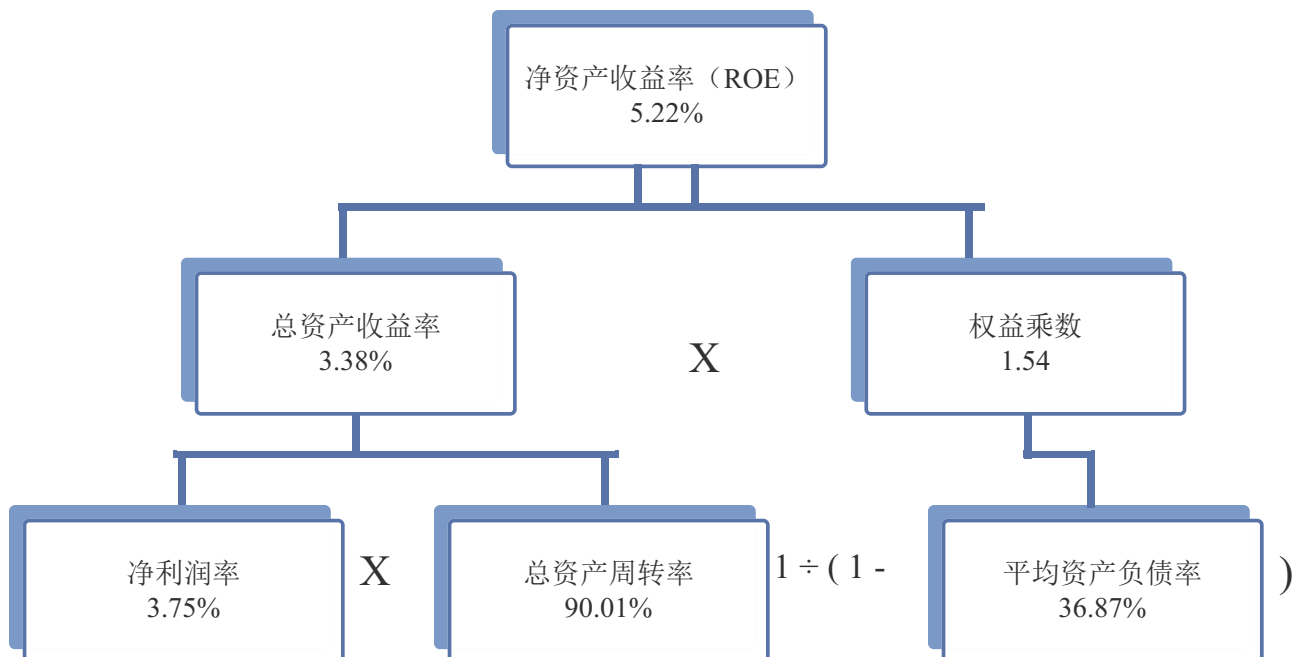 净资产收益率（ROE）
5.22%
总资产收益率
3.38%
X
权益乘数
1.54
净利润率
3.75%
X
总资产周转率
90.01%
1 ÷ ( 1 -
平均资产负债率
36.87%
)